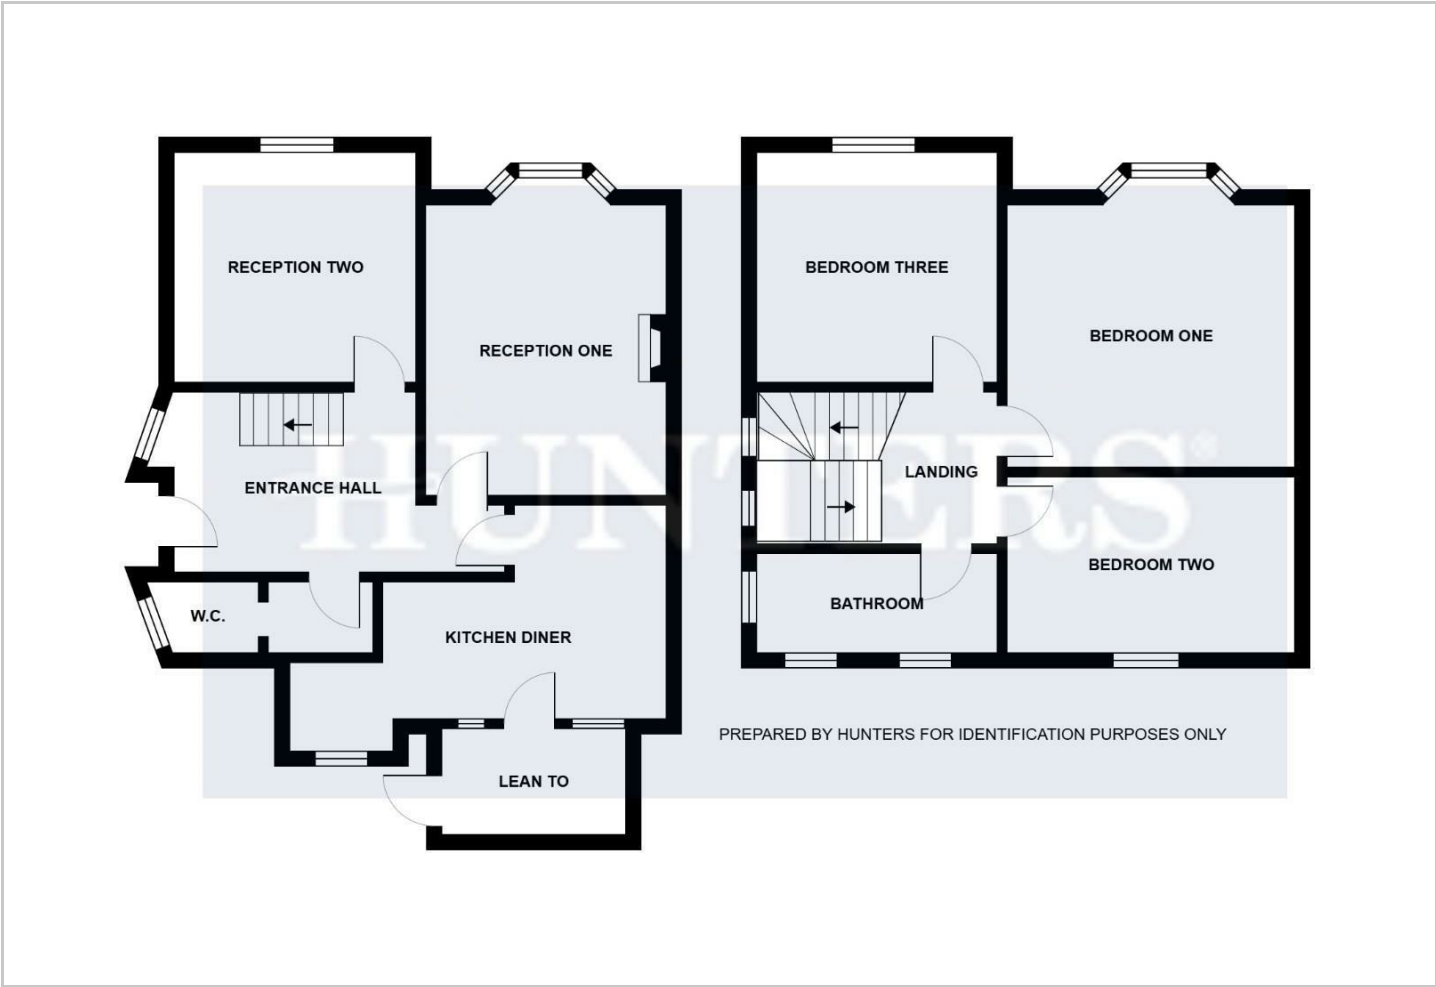 RECEPTION TWO
RECEPTION ONE
ENTRANCE HALL
W.C.
KITCHEN DINER
LEAN TO
BEDROOM THREE
BEDROOM ONE
LANDING
BEDROOM TWO
BATHROOM
HUNTERS®
PREPARED BY HUNTERS FOR IDENTIFICATION PURPOSES ONLY